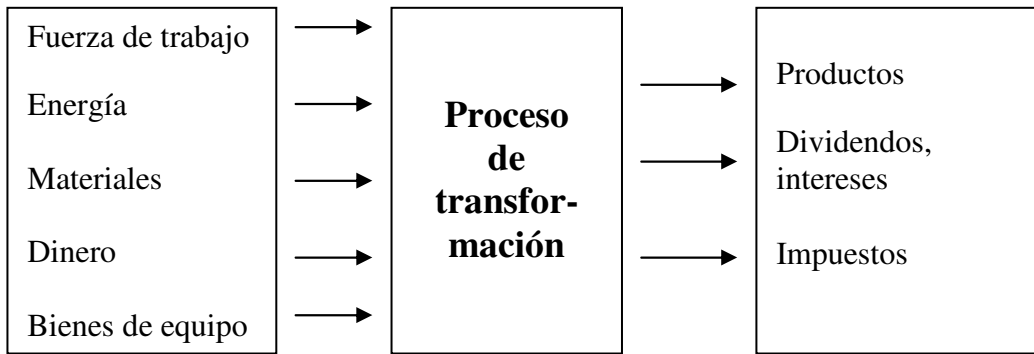 Fuerza de trabajo
Energía
Materiales
Dinero
Bienes de equipo
Proceso
de
transfor-
mación
Productos
Dividendos,
intereses
Impuestos